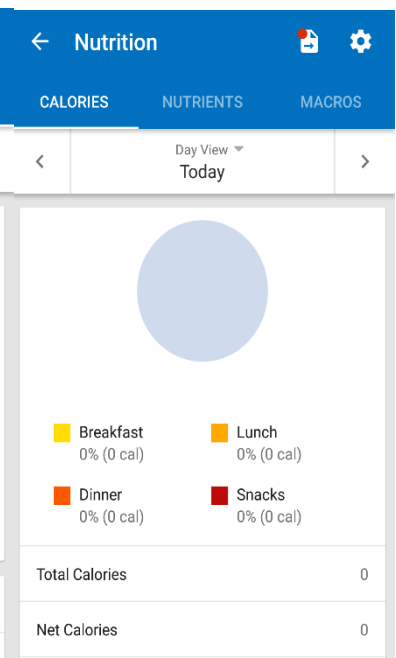 Nutrition
CALORIES NUTRIENTS MACROS
Day View
Today
Breakfast Lunch
0% (0 cal) 0% (0 cal)
Dinner Snacks
0% (0 cal) 0% (0 cal)
Total Calories 0
Net Calories 0